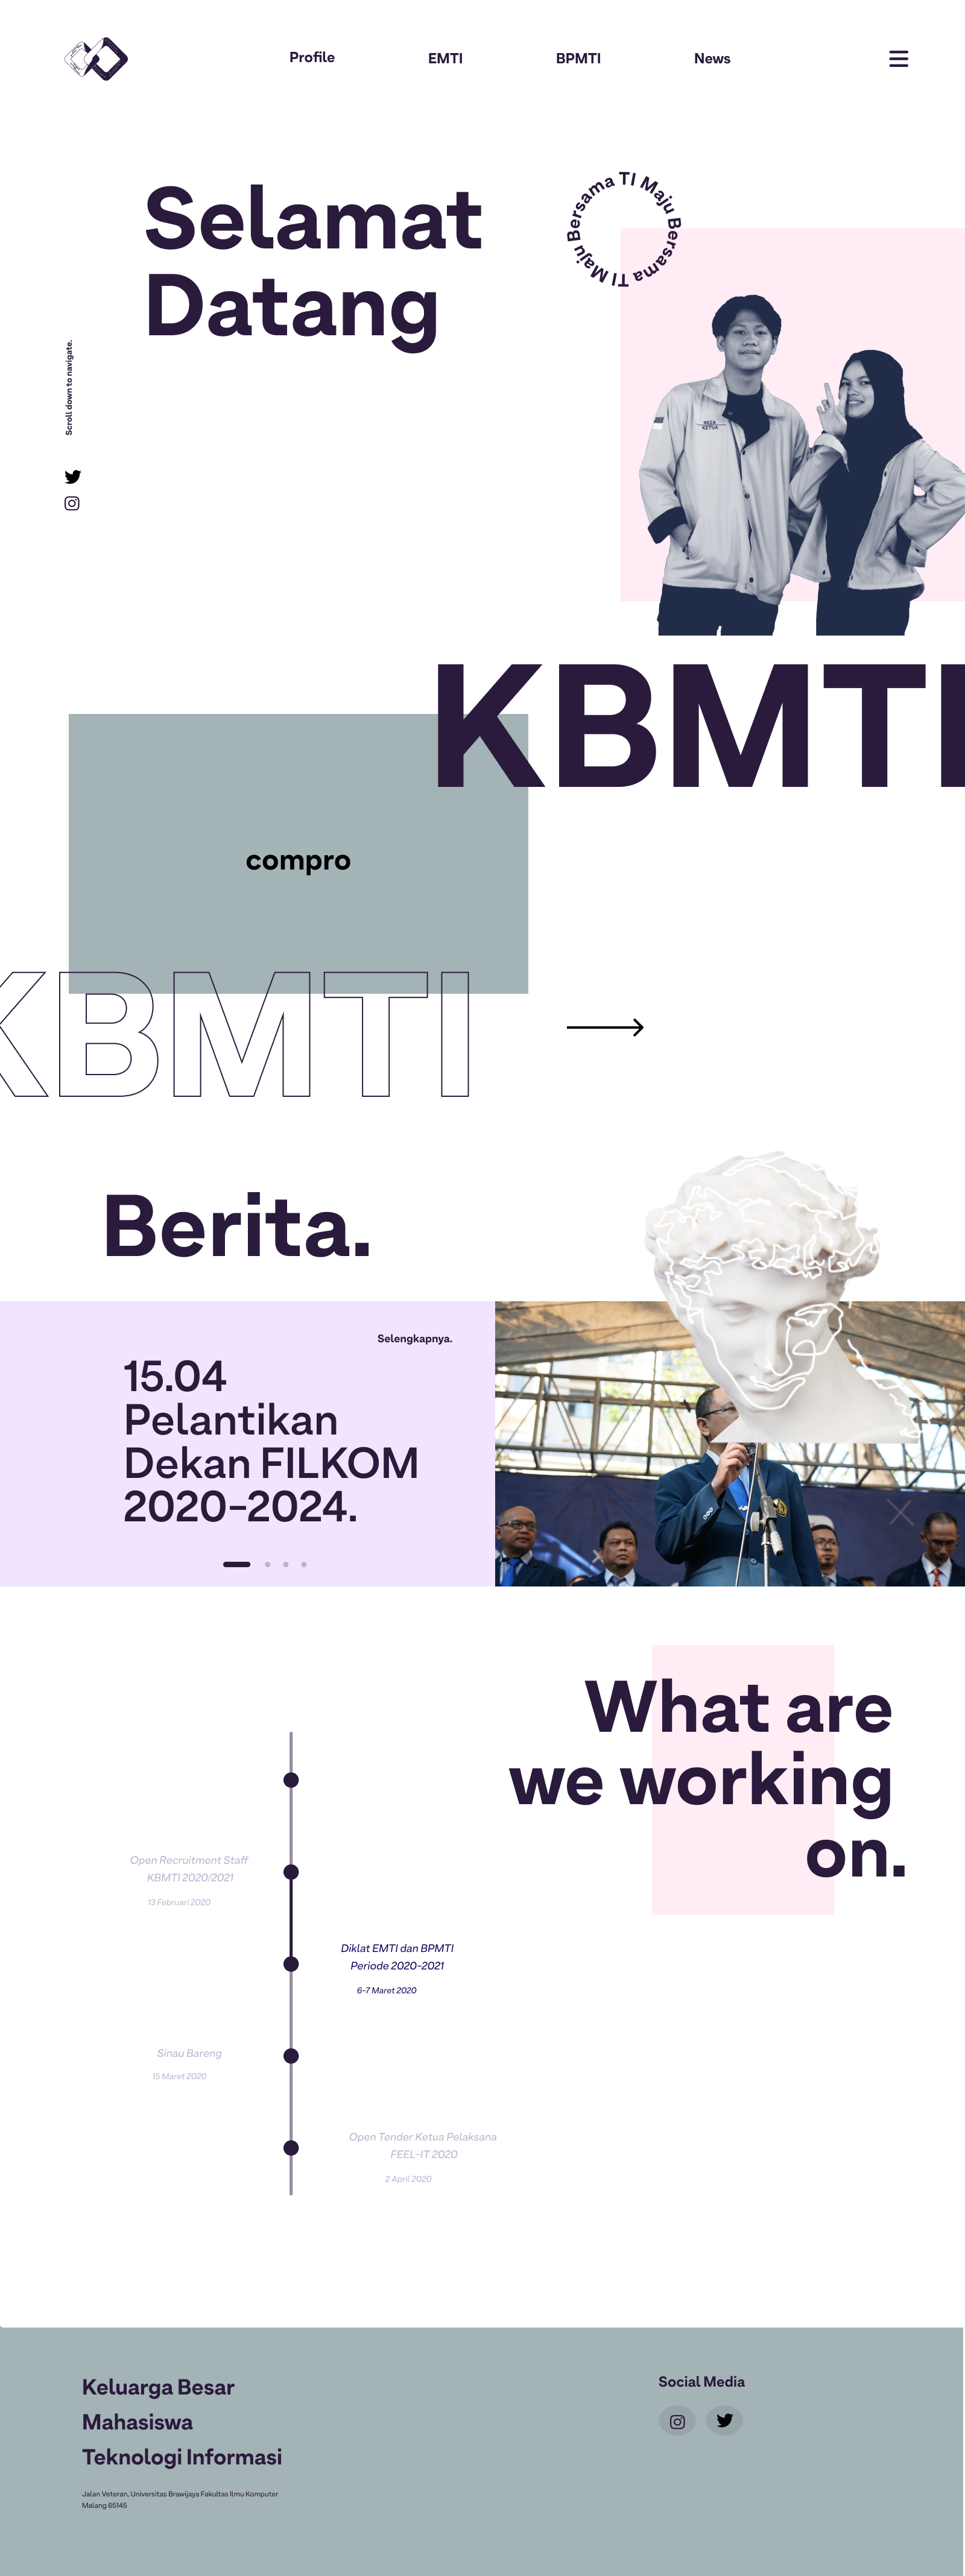 Profile
EMTI
BPMTI
News
Selamat
Datang
Bersama TI Maju Bersama TI Maju
Scroll down to navigate.
REZA
KETUA
KBMTI
compro
KBMTI
Berita.
Selengkapnya.
15.04
Pelantikan
Dekan FILKOM
2020-2024.
What are
we working
on.
Open Recruitment Staff
KBMTI 2020/2021
13 Februari 2020
Diklat EMTI dan BPMTI
Periode 2020-2021
6-7 Maret 2020
Sinau Bareng
15 Maret 2020
Open Tender Ketua Pelaksana
FEEL-IT 2020
2 April 2020
Keluarga Besar
Mahasiswa
Teknologi Informasi
Jalan Veteran, Universitas Brawijaya Fakultas Ilmu Komputer
Malang 65145
Social Media